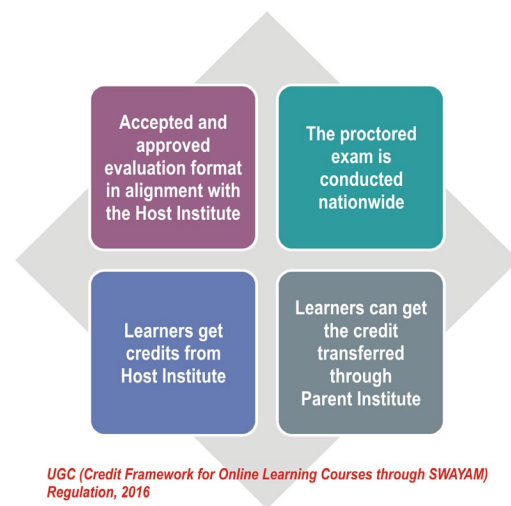 Accepted and
approved
evaluation format
in alignment with
the Host Institute
The proctored
exam is
conducted
nationwide
Learners get
credits from
Host Institute
Learners can get
the credit
transferred
through
Parent Institute
UGC (Credit Framework for Online Learning Courses through SWAYAM)
Regulation, 2016